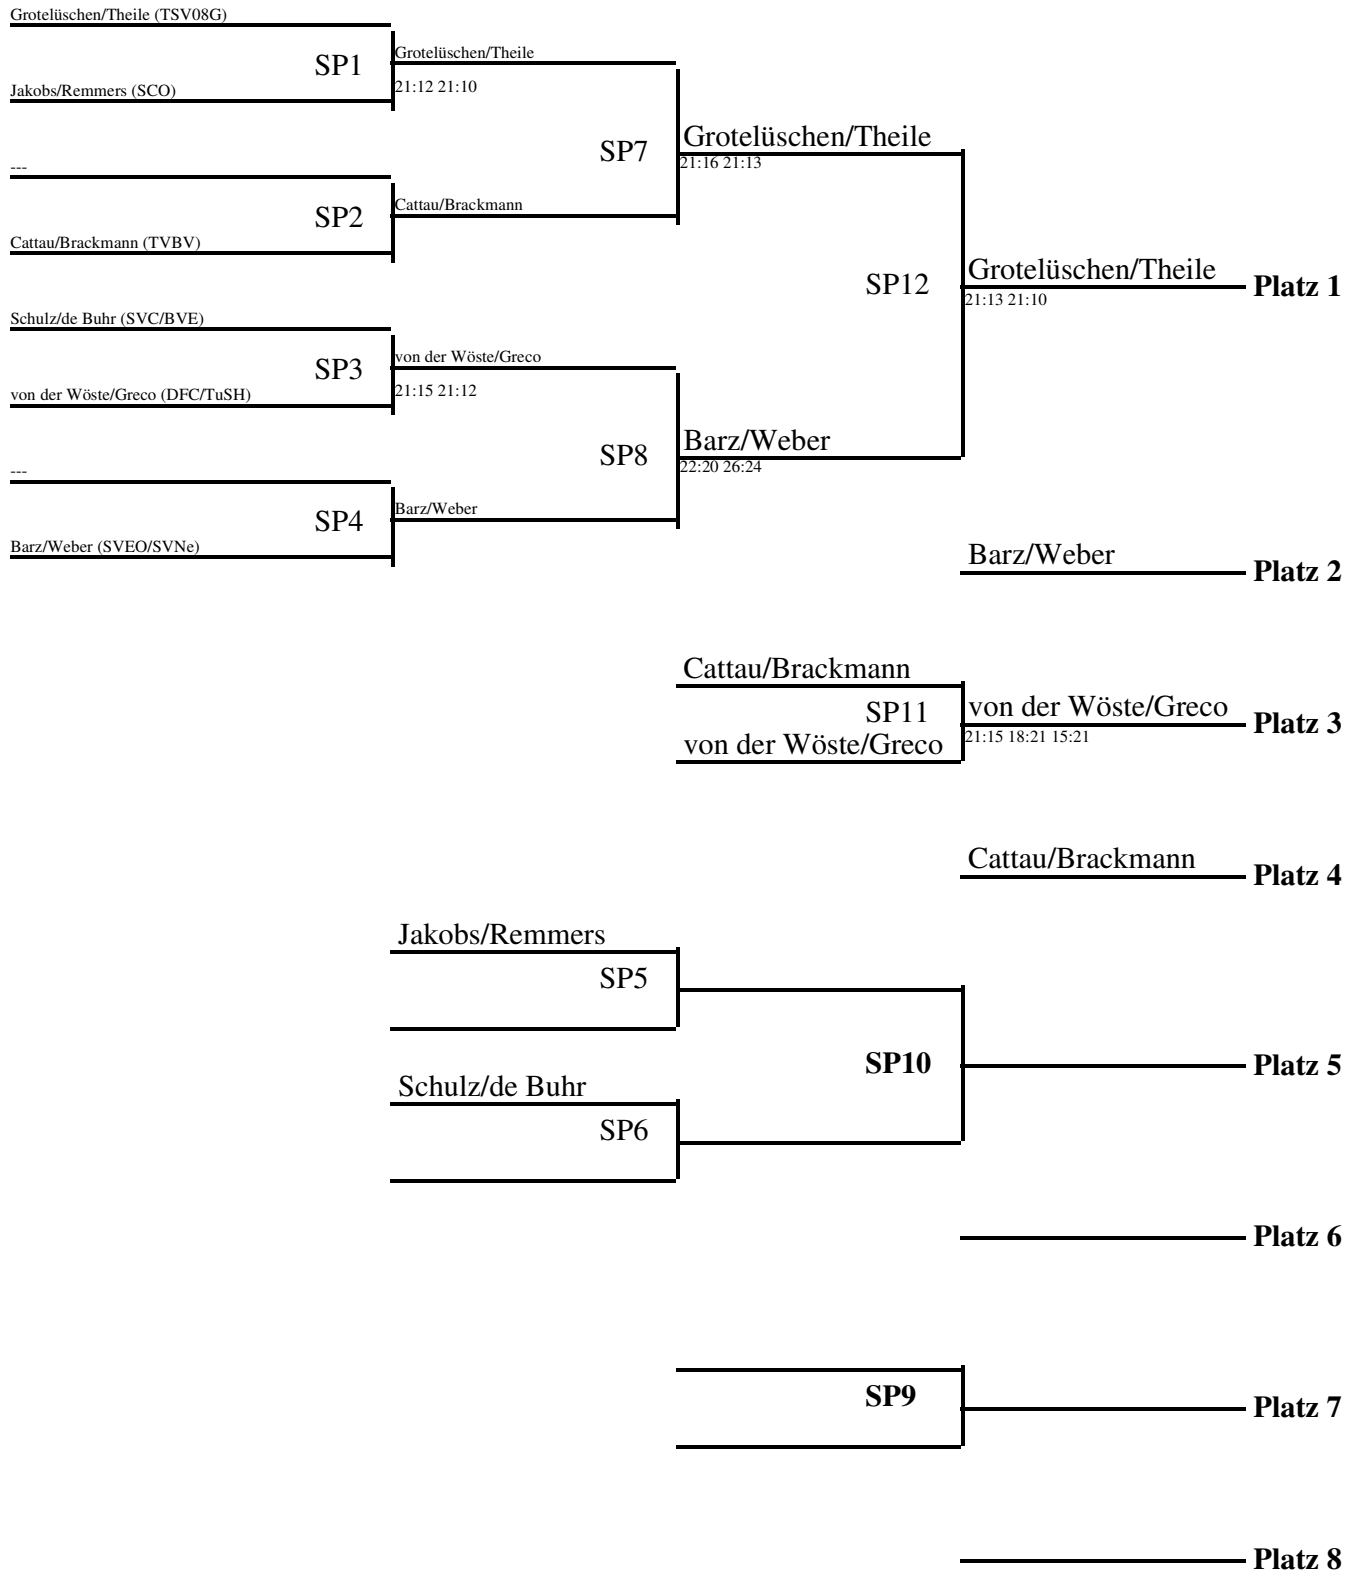 Grotelüschen/Theile (TSV08G)
SP1
Grotelüschen/Theile
Jakobs/Remmers (SCO)
21:12 21:10
SP7
Grotelüschen/Theile
21:16 21:13
---
SP2
Cattau/Brackmann
Cattau/Brackmann (TVBV)
SP12
Grotelüschen/Theile
Platz 1
21:13 21:10
Schulz/de Buhr (SVC/BVE)
SP3
von der Wöste/Greco
von der Wöste/Greco (DFC/TuSH)
21:15 21:12
SP8
Barz/Weber
22:20 26:24
---
SP4
Barz/Weber
Barz/Weber (SVEO/SVNe)
Barz/Weber
Platz 2
Cattau/Brackmann
SP11
von der Wöste/Greco
von der Wöste/Greco
Platz 3
21:15 18:21 15:21
Cattau/Brackmann
Platz 4
Jakobs/Remmers
SP5
SP10
Platz 5
Schulz/de Buhr
SP6
Platz 6
SP9
Platz 7
Platz 8